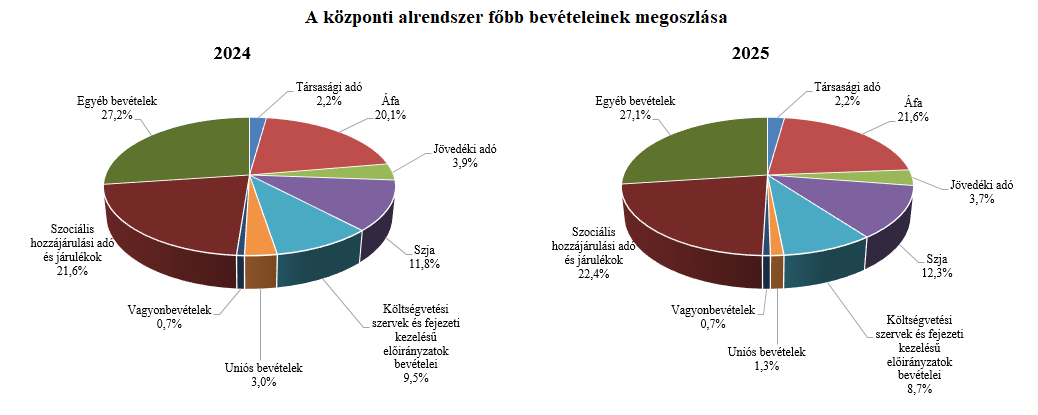 A központi alrendszer főbb bevételeinek megoszlása
2024
Társasági adó
2,2%
Áfa
20,1%
Jövedéki adó
3,9%
Szja
11,8%
Költségvetési
szervek és fejezeti
kezelésű
előirányzatok
bevételei
9,5%
Uniós bevételek
3,0%
Vagyonbevételek
0,7%
Szociális
hozzájárulási adó
és járulékok
21,6%
Egyéb bevételek
27,2%
2025
Társasági adó
2,2%
Áfa
21,6%
Jövedéki adó
3,7%
Szja
12,3%
Költségvetési
szervek és fejezeti
kezelésű
előirányzatok
bevételei
8,7%
Uniós bevételek
1,3%
Vagyonbevételek
0,7%
Szociális
hozzájárulási adó
és járulékok
22,4%
Egyéb bevételek
27,1%